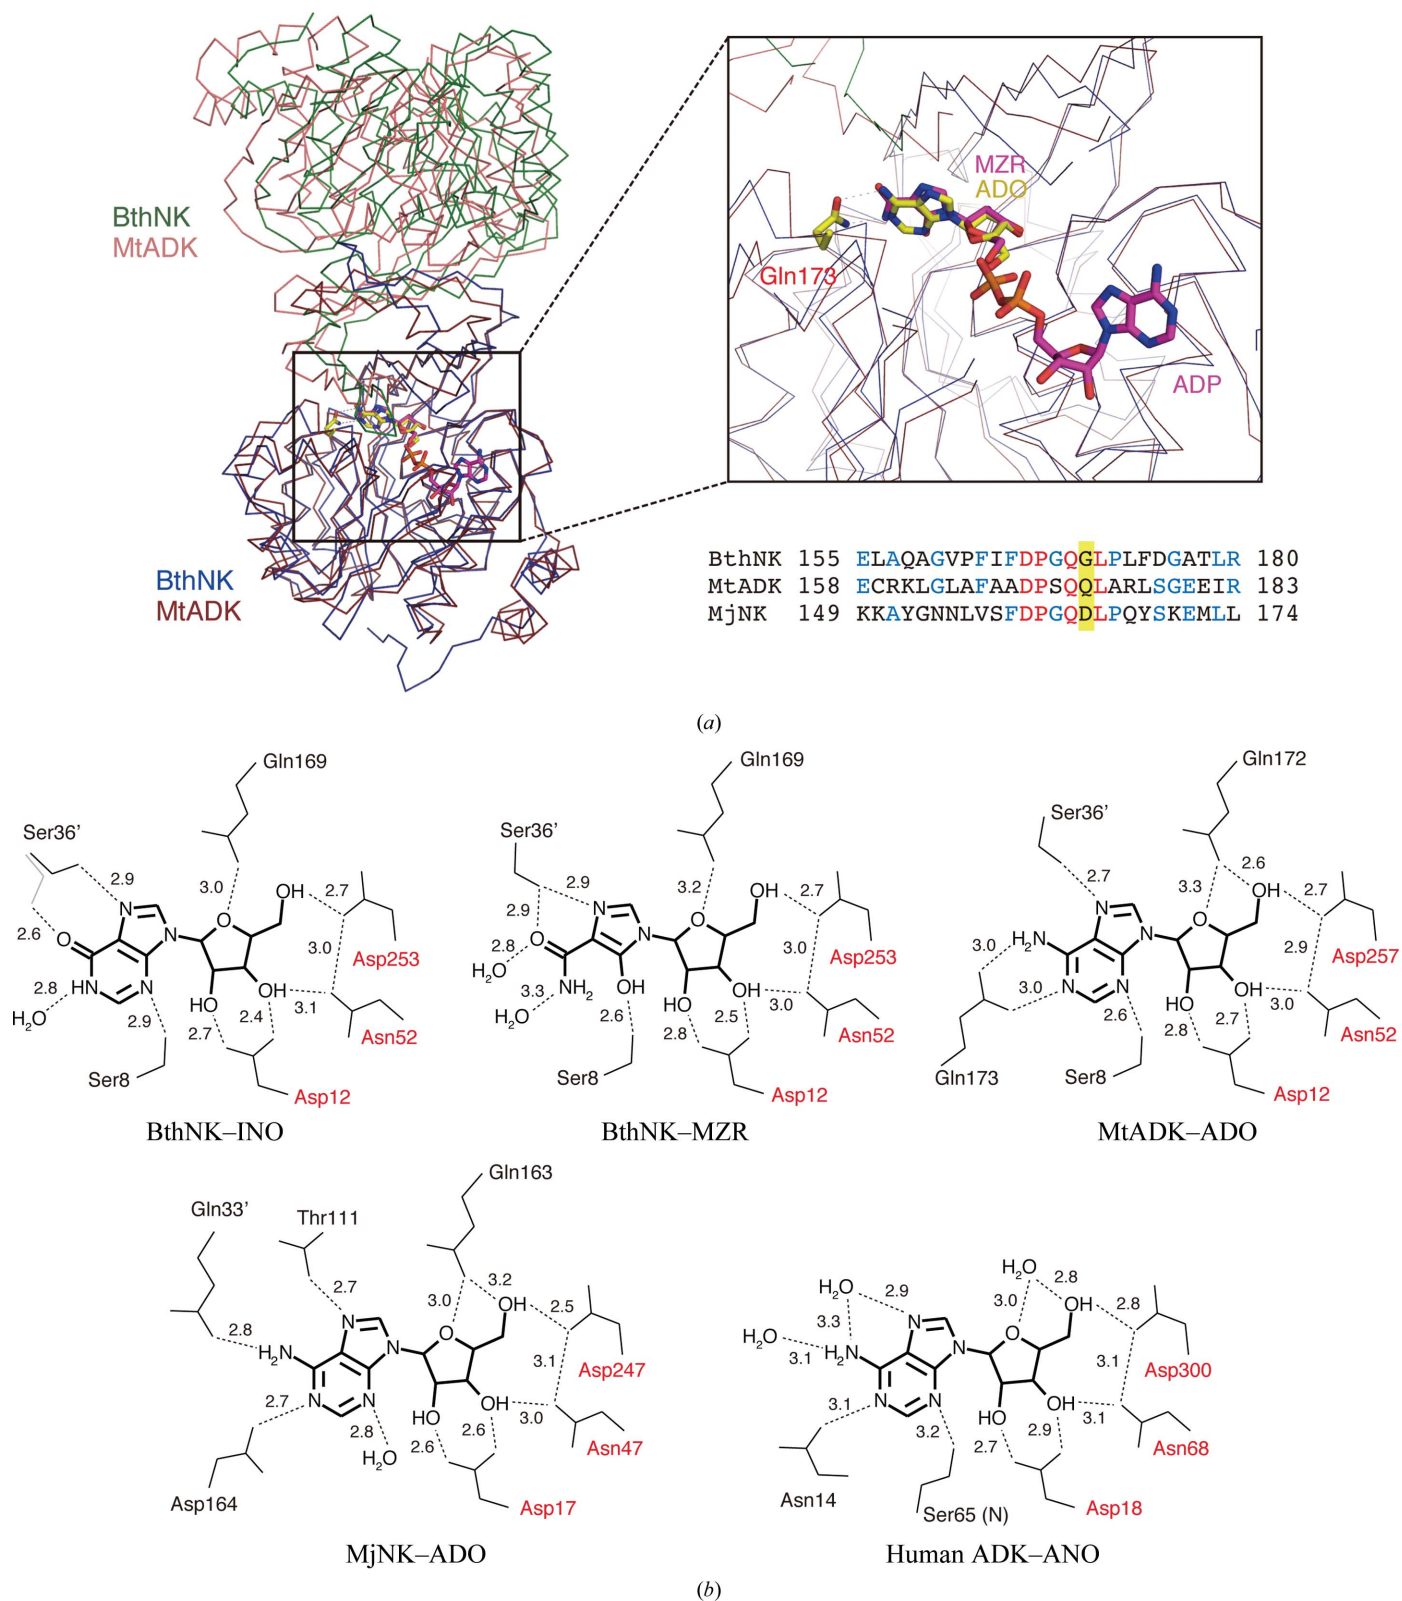 BthNK
MtADK
BthNK
MtADK
MZR
ADO
Gln173
ADP
BthNK 155 ELAQAGVPFIFDPGQGLPLFDGATLR 180
MtADK 158 ECRKLGLAFAADPSQQLARLSGEEIR 183
MjNK 149 KKAYGNNLVSFDPGQDLPQYSKEMLL 174
(a)
Gln169
Ser36’
2.9
3.0
OH
2.7
N
O
2.6
O
N
3.0
Asp253
2.8
HN
N
OH
H2O
HO
3.1
2.9
2.7
2.4
Asn52
Ser8
Asp12
BthNK–INO
Gln169
Ser36’
2.9
3.2
OH
2.7
2.9
N
O
2.8
O
N
3.0
Asp253
H2O
3.3
NH2
OH
OH
H2O
HO
3.0
2.6
2.8
2.5
Asn52
Ser8
Asp12
BthNK–MZR
Gln172
Ser36’
2.6
2.7
3.3
OH
2.7
N
O
3.0
H2N
N
2.9
Asp257
3.0
N
N
OH
HO
3.0
2.6
2.8
2.7
Asn52
Gln173
Ser8
Asp12
MtADK–ADO
Gln163
Gln33’
Thr111
2.7
3.2
3.0
OH
2.5
N
O
2.8
H2N
N
3.1
Asp247
2.7
N
N
OH
HO
3.0
2.8
2.6
2.6
Asn47
H2O
Asp164
Asp17
MjNK–ADO
H2O
H2O
2.9
2.8
3.0
OH
2.8
3.3
N
O
H2O
3.1
H2N
N
3.1
Asp300
3.1
N
N
OH
HO
3.1
3.2
2.9
2.7
Asn68
Asn14
Ser65 (N)
Asp18
Human ADK–ANO
(b)